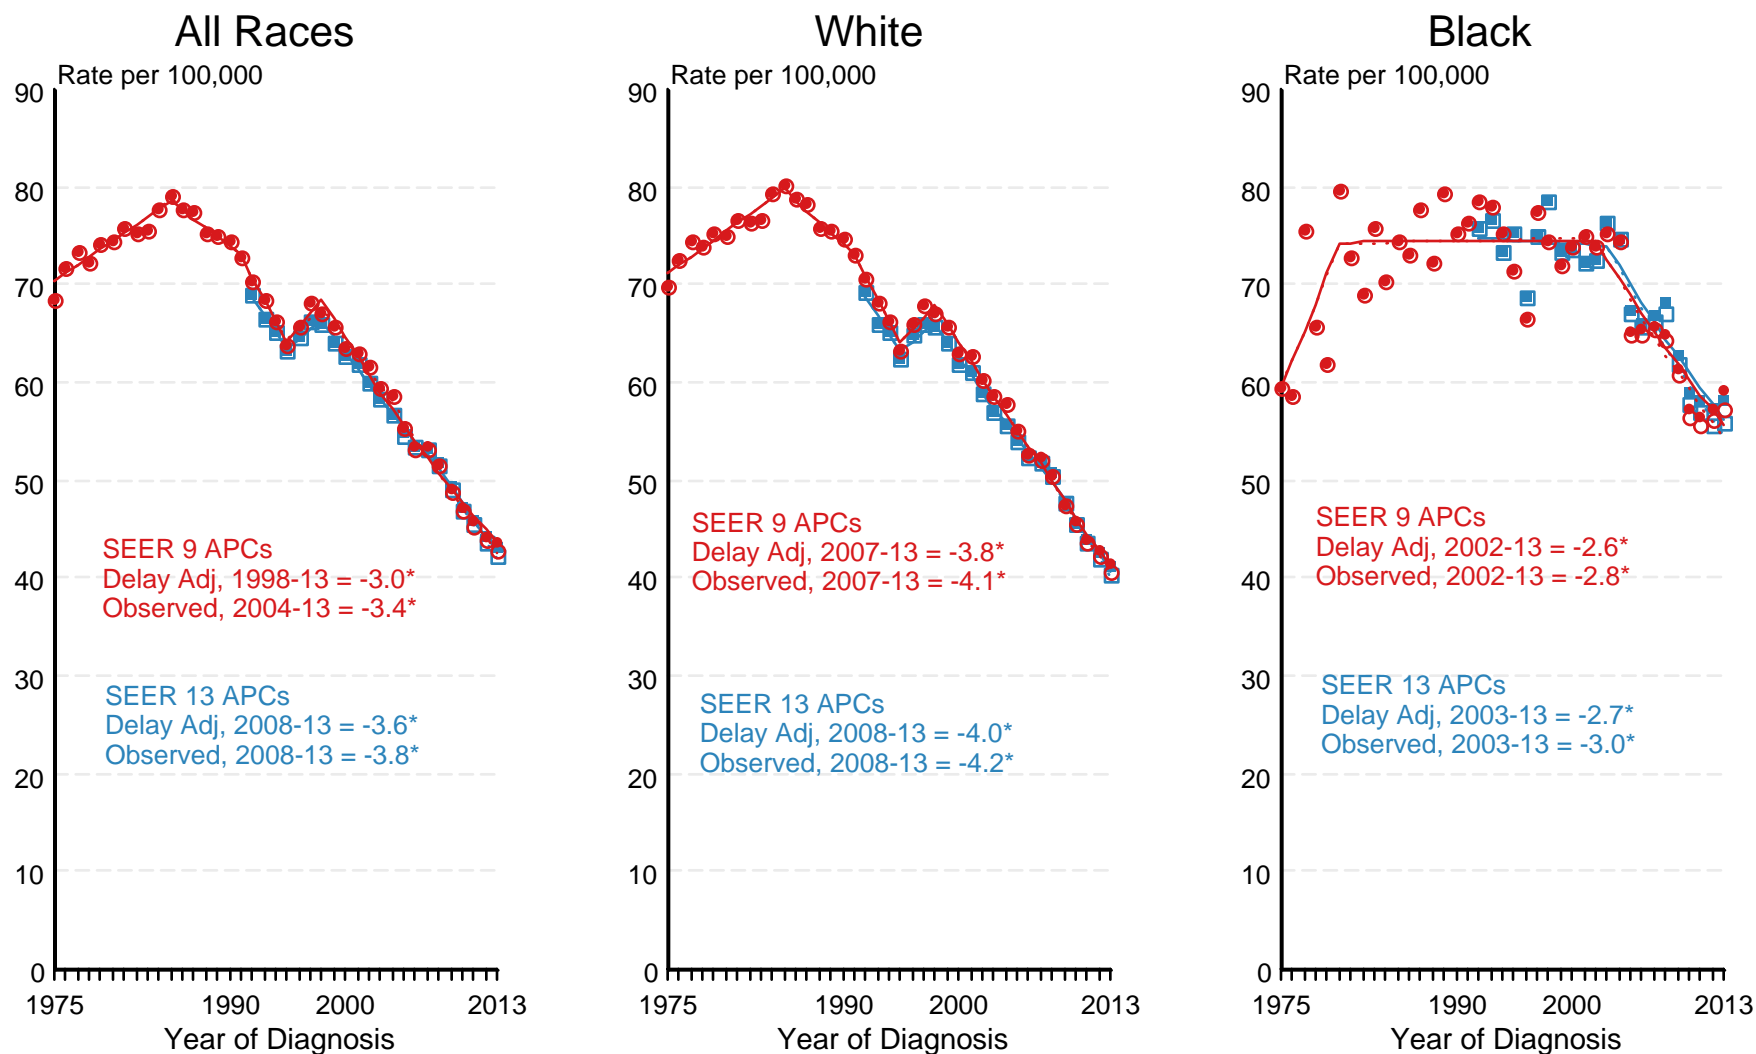 All Races
Rate per 100,000
90
80
70
60
50
40
30
20
10
0
SEER 9 APCs
Delay Adj, 1998-13 = -3.0*
Observed, 2004-13 = -3.4*
SEER 13 APCs
Delay Adj, 2008-13 = -3.6*
Observed, 2008-13 = -3.8*
1975 1990 2000 2013
Year of Diagnosis
White
Rate per 100,000
90
80
70
60
50
40
30
20
10
0
SEER 9 APCs
Delay Adj, 2007-13 = -3.8*
Observed, 2007-13 = -4.1*
SEER 13 APCs
Delay Adj, 2008-13 = -4.0*
Observed, 2008-13 = -4.2*
1975 1990 2000 2013
Year of Diagnosis
Black
Rate per 100,000
90
80
70
60
50
40
30
20
10
0
SEER 9 APCs
Delay Adj, 2002-13 = -2.6*
Observed, 2002-13 = -2.8*
SEER 13 APCs
Delay Adj, 2003-13 = -2.7*
Observed, 2003-13 = -3.0*
1975 1990 2000 2013
Year of Diagnosis